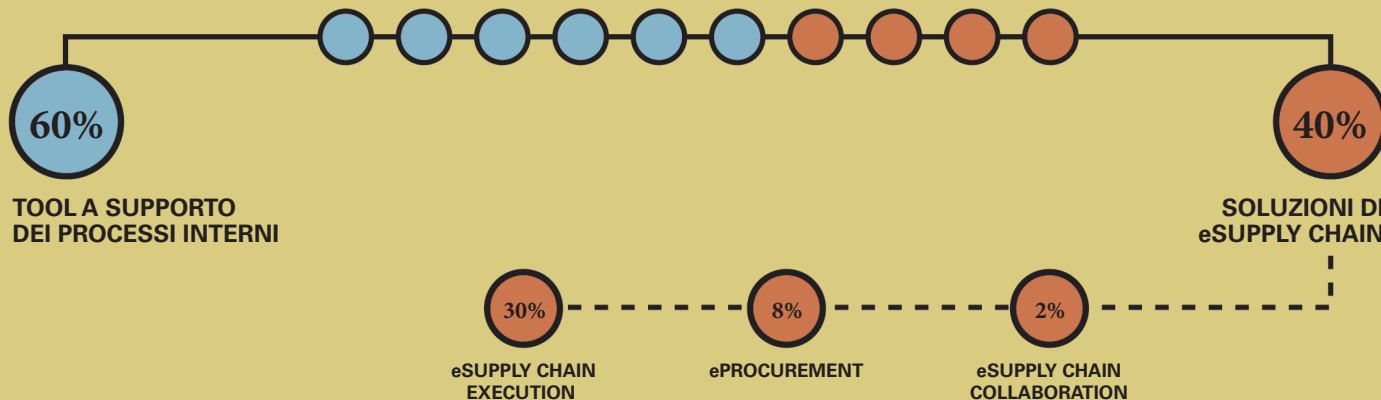 60%
40%
TOOL A SUPPORTO
DEI PROCESSI INTERNI
SOLUZIONI DI
eSUPPLY CHAIN
30%
8%
2%
eSUPPLY CHAIN
EXECUTION
ePROCUREMENT
eSUPPLY CHAIN
COLLABORATION